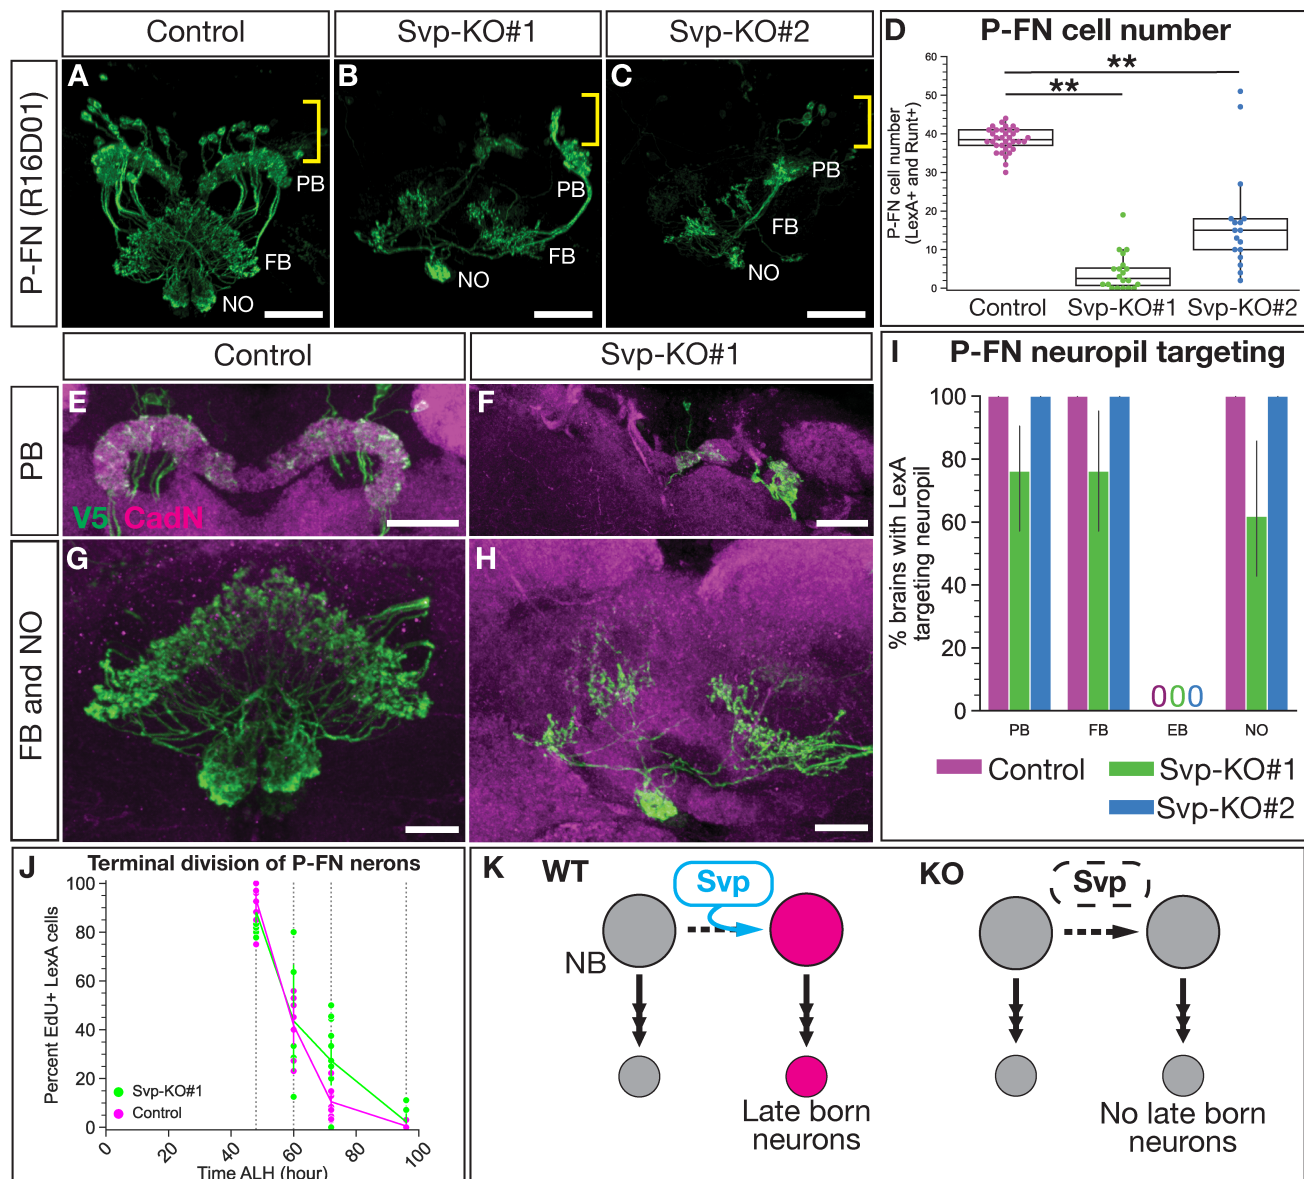 Control
Svp-KO#1
Svp-KO#2
P-FN (R16D01)
A
PB
FB
NO
B
PB
FB
NO
C
PB
FB
NO
D
P-FN cell number
**
**
P-FN cell number
(LexA+ and Runt+)
60
50
40
30
20
10
0
Control
Svp-KO#1
Svp-KO#2
Control
Svp-KO#1
PB
E
V5 CadN
F
FB and NO
G
H
I
P-FN neuropil targeting
% brains with LexA
targeting neuropil
100
80
60
40
20
0
000
PB
FB
EB
NO
Control
Svp-KO#1
Svp-KO#2
J
Terminal division of P-FN nerons
Percent EdU+ LexA cells
100
80
60
40
20
0
Svp-KO#1
Control
0
20
40
60
80
100
Time ALH (hour)
K
WT
Svp
NB
Late born
neurons
KO
Svp
No late born
neurons